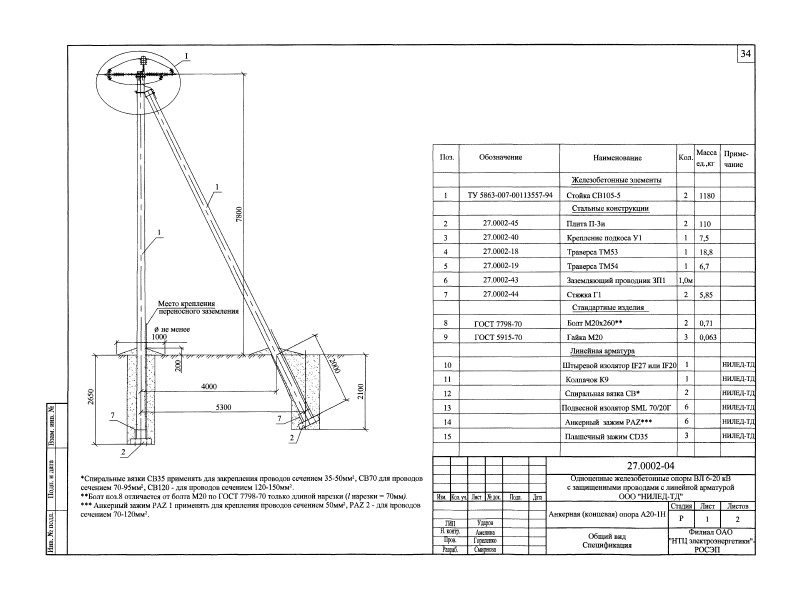 34
1
7800
1
1
Место крепления
переносного заземления
ø не менее
1000
200
2000
2650
4000
2100
5300
7
7
2
2
*Спиральные вязки СВ35 применять для закрепления проводов сечением 35-50мм², СВ70 для проводов
сечением 70-95мм², СВ120 - для проводов сечением 120-150мм².
**Болт поз.8 отличается от болта М20 по ГОСТ 7798-70 только длиной нарезки (l нарезки = 70мм).
*** Анкерный зажим PAZ 1 применять для крепления проводов сечением 50мм², PAZ 2 - для проводов
сечением 70-120мм².
Поз. Обозначение Наименование Кол. Масса ед.,кг Приме-чание
Железобетонные элементы
1 ТУ 5863-007-00113557-94 Стойка СВ105-5 2 1180
Стальные конструкции
2 27.0002-45 Плита П-3и 2 110
3 27.0002-40 Крепление подкоса У1 1 7,5
4 27.0002-18 Траверса ТМ53 1 18,8
5 27.0002-19 Траверса ТМ54 1 6,7
6 27.0002-43 Заземляющий проводник ЗП1 1,0м
7 27.0002-44 Стяжка Г1 2 5,85
Стандартные изделия
8 ГОСТ 7798-70 Болт М20х260** 2 0,71
9 ГОСТ 5915-70 Гайка М20 3 0,063
Линейная арматура
10 Штыревой изолятор IF27 или IF20 1 НИЛЕД-ТД
11 Колпачок К9 1 НИЛЕД-ТД
12 Спиральная вязка СВ* 2 НИЛЕД-ТД
13 Подвесной изолятор SML 70/20Г 6 НИЛЕД-ТД
14 Анкерный зажим PAZ*** 6 НИЛЕД-ТД
15 Плашечный зажим CD35 3 НИЛЕД-ТД
27.0002-04
Одноцепные железобетонные опоры ВЛ 6-20 кВ
с защищенными проводами с линейной арматурой
ООО "НИЛЕД-ТД"
Изм. Кол.уч. Лист №док. Подп. Дата
Анкерная (концевая) опора А20-1Н
Стадия Лист Листов
Р 1 2
ГИП Ударов
Н. контр. Амелина
Пров. Гореленко
Разраб. Смирнова
Общий вид
Спецификация
Филиал ОАО
"НТЦ электроэнергетики"-
РОСЭП
Взам. инв. №
Подп. и дата
Инв. № подл.